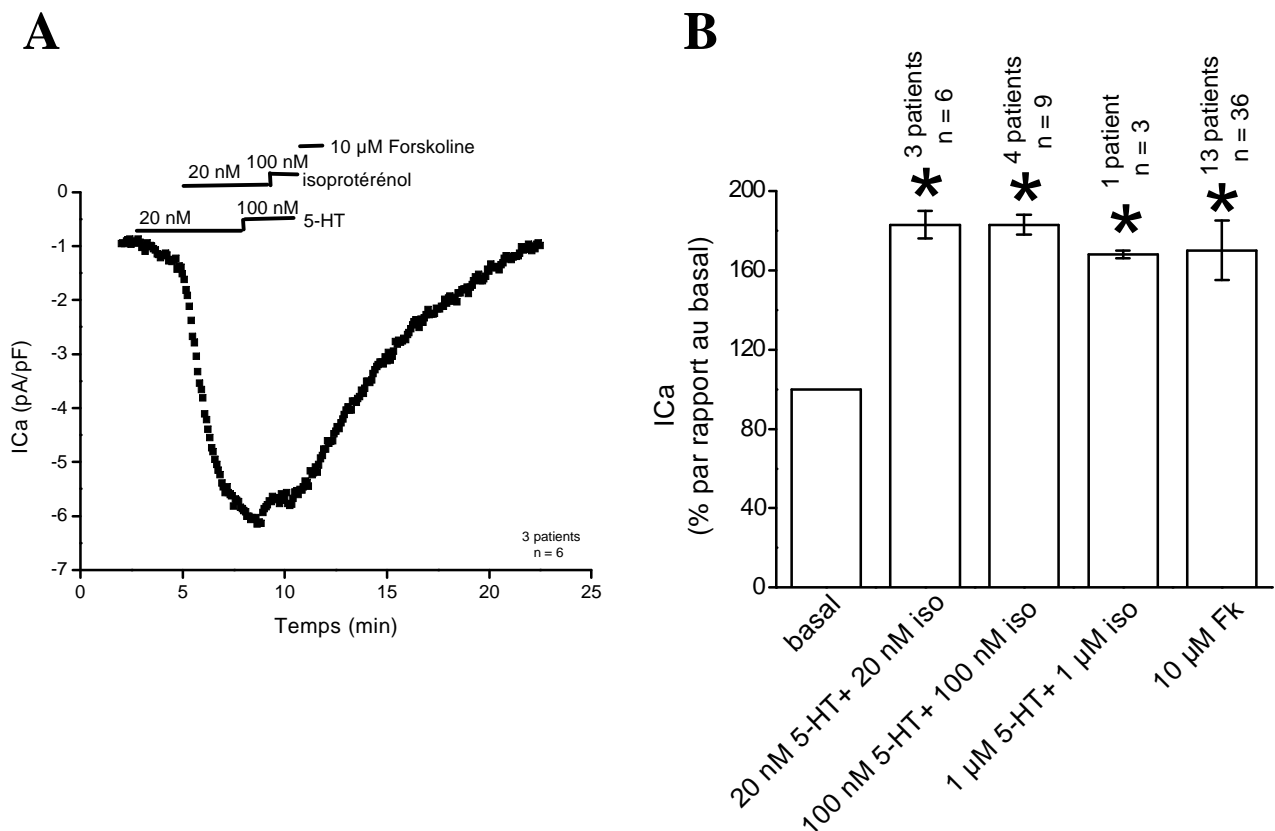 A
10 µM Forskoline
20 nM
100 nM
isoprotérénol
20 nM
100 nM
5-HT
0
-1
-2
-3
-4
-5
-6
-7
ICa (pA/pF)
0
5
10
15
20
25
Temps (min)
3 patients
n = 6
B
3 patients
n = 6
4 patients
n = 9
1 patient
n = 3
13 patients
n = 36
*
*
*
*
200
160
120
80
40
0
ICa
(% par rapport au basal)
basal
20 nM 5-HT+ 20 nM iso
100 nM 5-HT+ 100 nM iso
1 µM 5-HT+ 1 µM iso
10 µM Fk